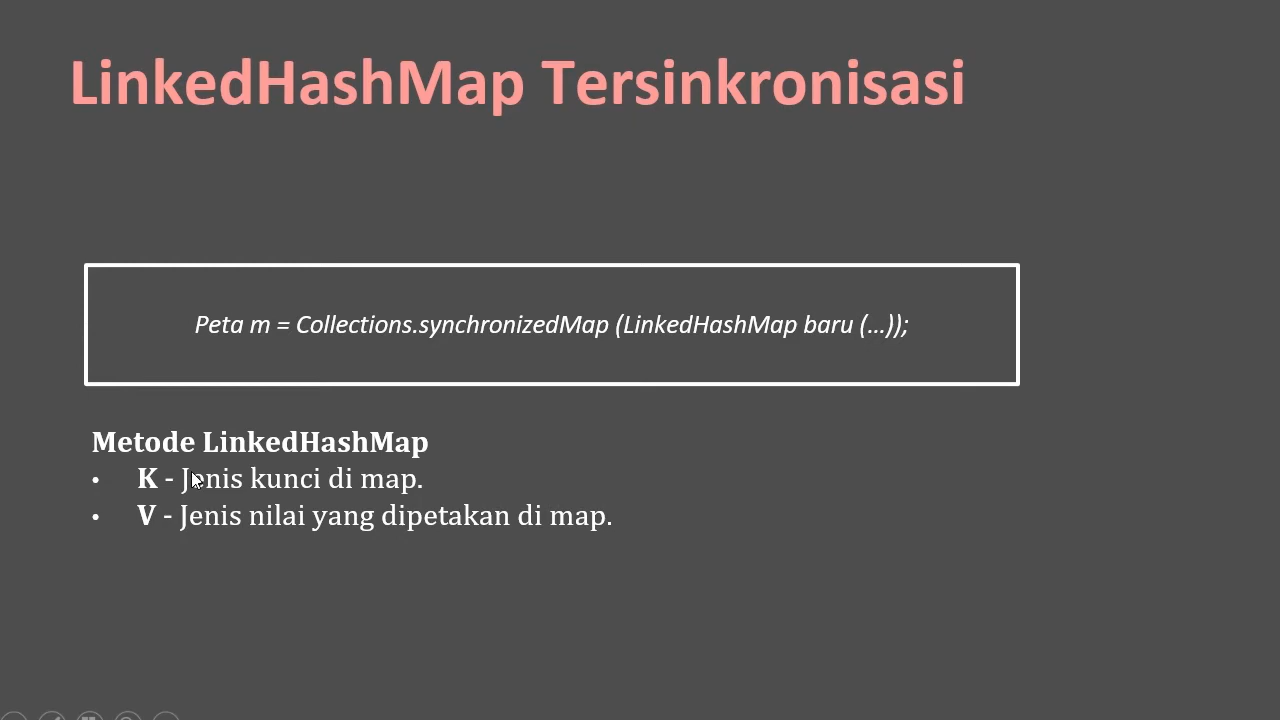 LinkedHashMap Tersinkronisasi
Peta m = Collections.synchronizedMap (LinkedHashMap baru (...));
Metode LinkedHashMap
• K - Jenis kunci di map.
• V - Jenis nilai yang dipetakan di map.